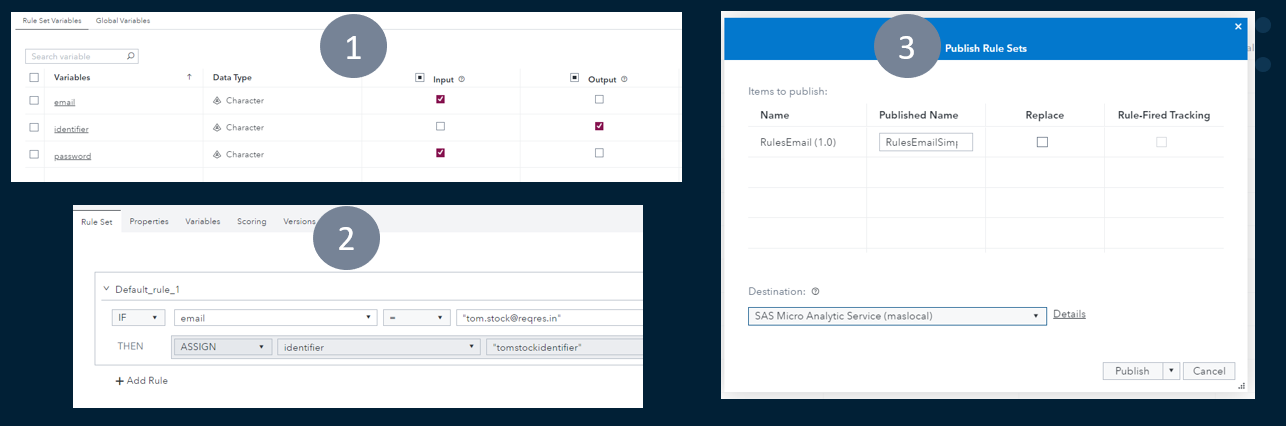 Rule Set Variables Global Variables
1
Search variable
Variables Data Type Input Output
email Character
identifier Character
password Character
2
Rule Set Properties Variables Scoring Versions
Default_rule_1
IF email = "tom.stock@reqres.in"
THEN ASSIGN identifier "tomstockidentifier"
+ Add Rule
3
Publish Rule Sets
Items to publish:
Name Published Name Replace Rule-Fired Tracking
RulesEmail (1.0) RulesEmailSim
Destination:
SAS Micro Analytic Service (maslocal) Details
Publish Cancel